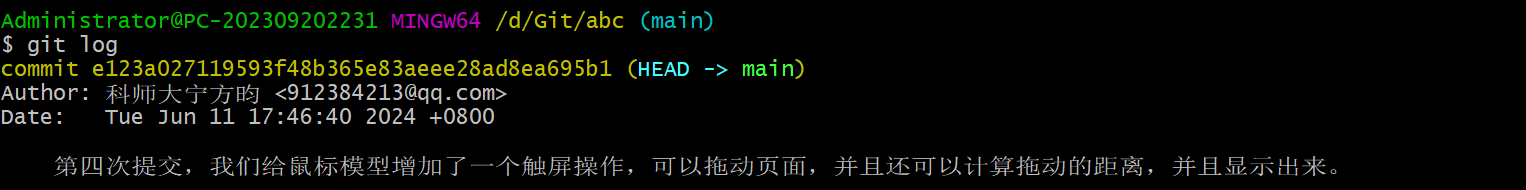 Administrator@PC-202309202231 MINGW64 /d/Git/abc (main)
$ git log
commit e123a027119593f48b365e83aeee28ad8ea695b1 (HEAD -> main)
Author: 科师大宁方昀 <912384213@qq.com>
Date:   Tue Jun 11 17:46:40 2024 +0800
第四次提交，我们给鼠标模型增加了一个触屏操作，可以拖动页面，并且还可以计算拖动的距离，并且显示出来。